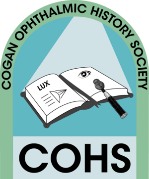 COGAN OPHTHALMIC HISTORY SOCIETY
LUX
COHS